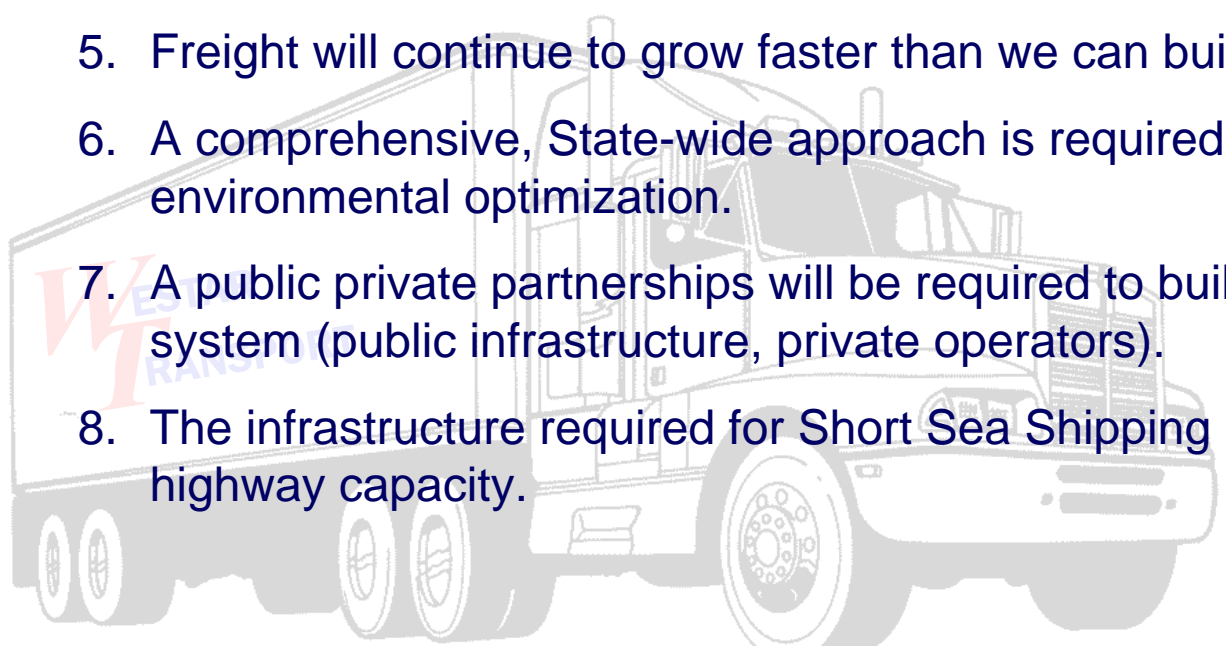 5. Freight will continue to grow faster than we can bui
6. A comprehensive, State-wide approach is required
environmental optimization.
7. A public private partnerships will be required to buil
system (public infrastructure, private operators).
8. The infrastructure required for Short Sea Shipping
highway capacity.
WESTAR
TRANSPORT